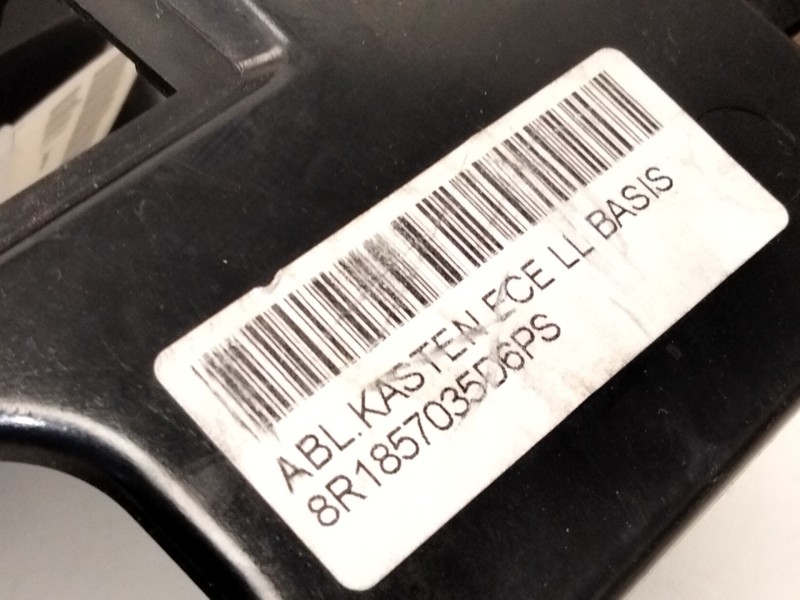 ABL.KASTEN ECE LL BASIS
8R1857035D6PS